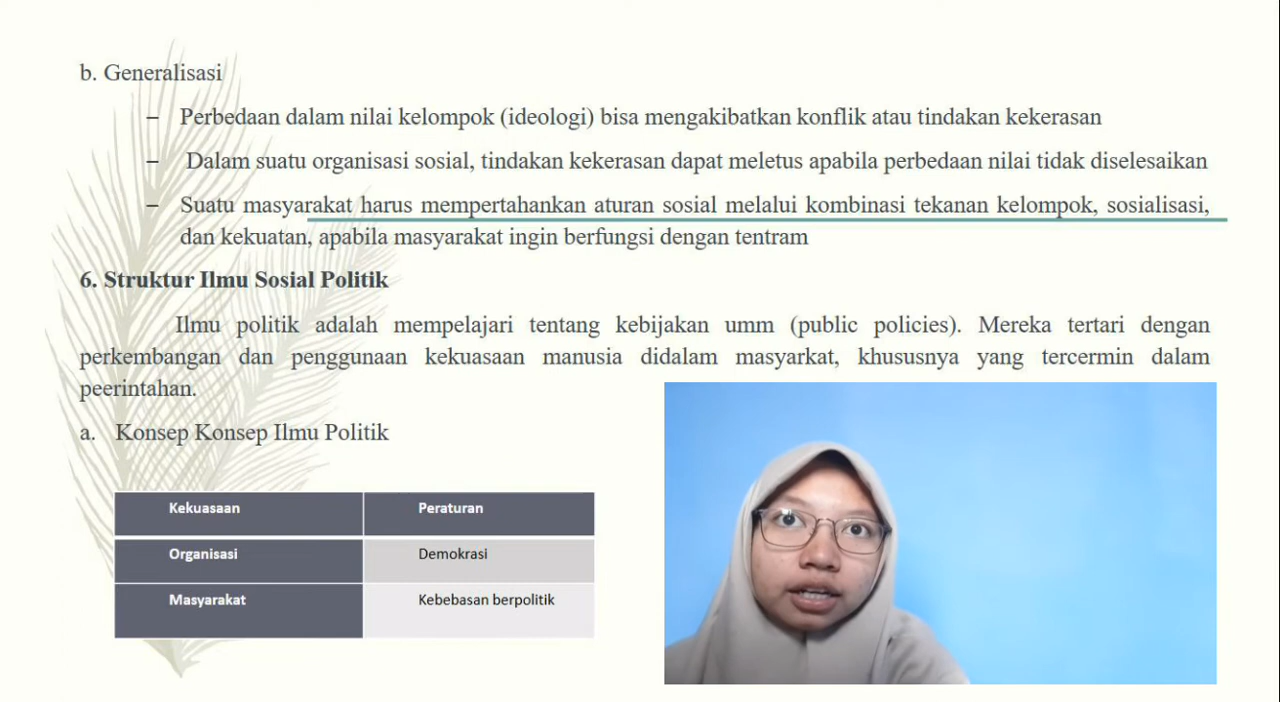 b. Generalisasi
– Perbedaan dalam nilai kelompok (ideologi) bisa mengakibatkan konflik atau tindakan kekerasan
– Dalam suatu organisasi sosial, tindakan kekerasan dapat meletus apabila perbedaan nilai tidak diselesaikan
– Suatu masyarakat harus mempertahankan aturan sosial melalui kombinasi tekanan kelompok, sosialisasi,
dan kekuatan, apabila masyarakat ingin berfungsi dengan tentram
6. Struktur Ilmu Sosial Politik
Ilmu politik adalah mempelajari tentang kebijakan umm (public policies). Mereka tertari dengan
perkembangan dan penggunaan kekuasaan manusia didalam masyarkat, khususnya yang tercermin dalam
peerintahan.
a. Konsep Konsep Ilmu Politik
Kekuasaan Peraturan
Organisasi Demokrasi
Masyarakat Kebebasan berpolitik